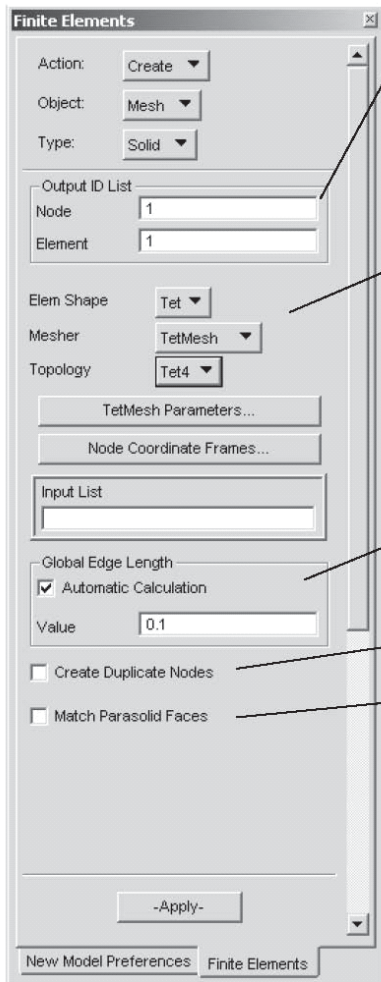 Finite Elements
Action: Create
Object: Mesh
Type: Solid
Output ID List
Node 1
Element 1
Elem Shape Tet
Mesher TetMesh
Topology Tet4
TetMesh Parameters...
Node Coordinate Frames...
Input List
Global Edge Length
Automatic Calculation
Value 0.1
Create Duplicate Nodes
Match Parasolid Faces
-Apply-
New Model Preferences Finite Elements